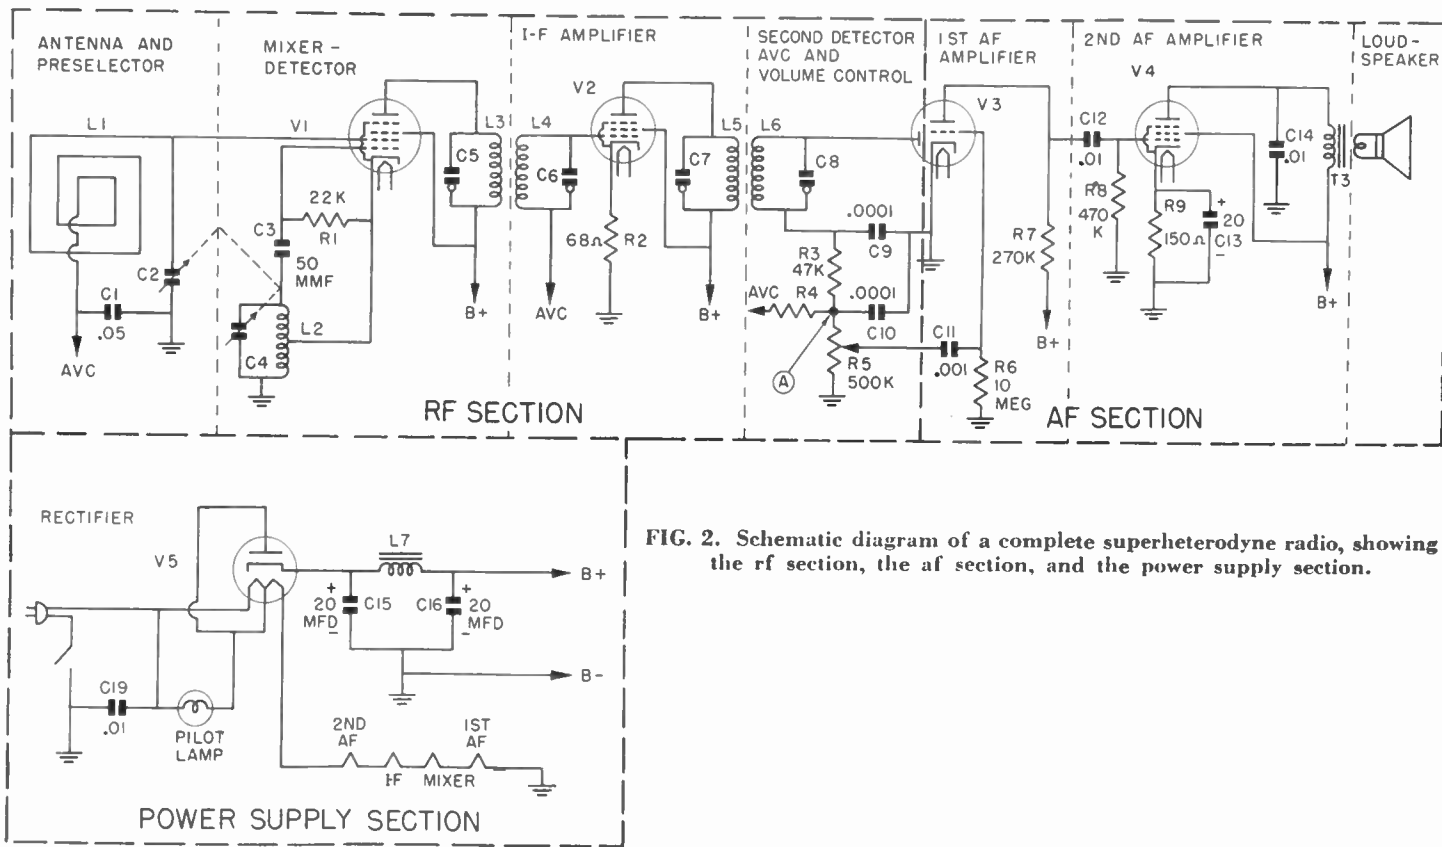 ANTENNA AND
PRESELECTOR
MIXER -
DETECTOR
I-F AMPLIFIER
SECOND DETECTOR
AVC AND
VOLUME CONTROL
1ST AF
AMPLIFIER
2ND AF AMPLIFIER
LOUD-
SPEAKER
L1
V1
C2
C1
.05
AVC
C3
50
MMF
22K
R1
C4
L2
C5
L3
B+
L4
C6
AVC
V2
68Ω
R2
C7
L5
B+
L6
C8
.0001
C9
R3
47K
AVC
R4
.0001
C10
A
R5
500K
C11
.001
V3
R6
10
MEG
R7
270K
B+
C12
.01
R8
470
K
V4
R9
150Ω
+
20
C13
-
C14
.01
T3
B+
RF SECTION
AF SECTION
RECTIFIER
V5
L7
+
20
MFD
-
C15
C16
+
20
MFD
-
B+
B-
C19
.01
PILOT
LAMP
2ND
AF
I-F
MIXER
1ST
AF
POWER SUPPLY SECTION
FIG. 2. Schematic diagram of a complete superheterodyne radio, showing
the rf section, the af section, and the power supply section.